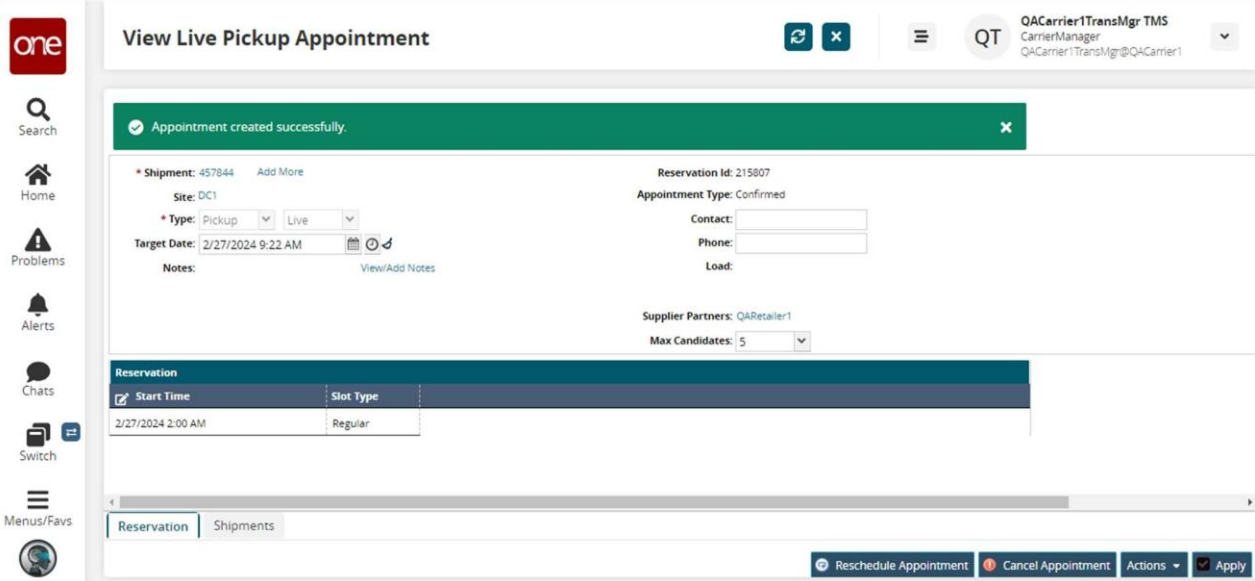 one
View Live Pickup Appointment
QT
QACarrier1TransMgr TMS
CarrierManager
QACarrier1TransMgr@QACarrier1
Search
Home
Problems
Alerts
Chats
Switch
Menus/Favs
Appointment created successfully.
* Shipment: 457844 Add More
Site: DC1
* Type: Pickup Live
Target Date: 2/27/2024 9:22 AM
Notes: View/Add Notes
Reservation Id: 215807
Appointment Type: Confirmed
Contact:
Phone:
Load:
Supplier Partners: QARetailer1
Max Candidates: 5
Reservation
Start Time Slot Type
2/27/2024 2:00 AM Regular
Reservation Shipments
Reschedule Appointment Cancel Appointment Actions Apply